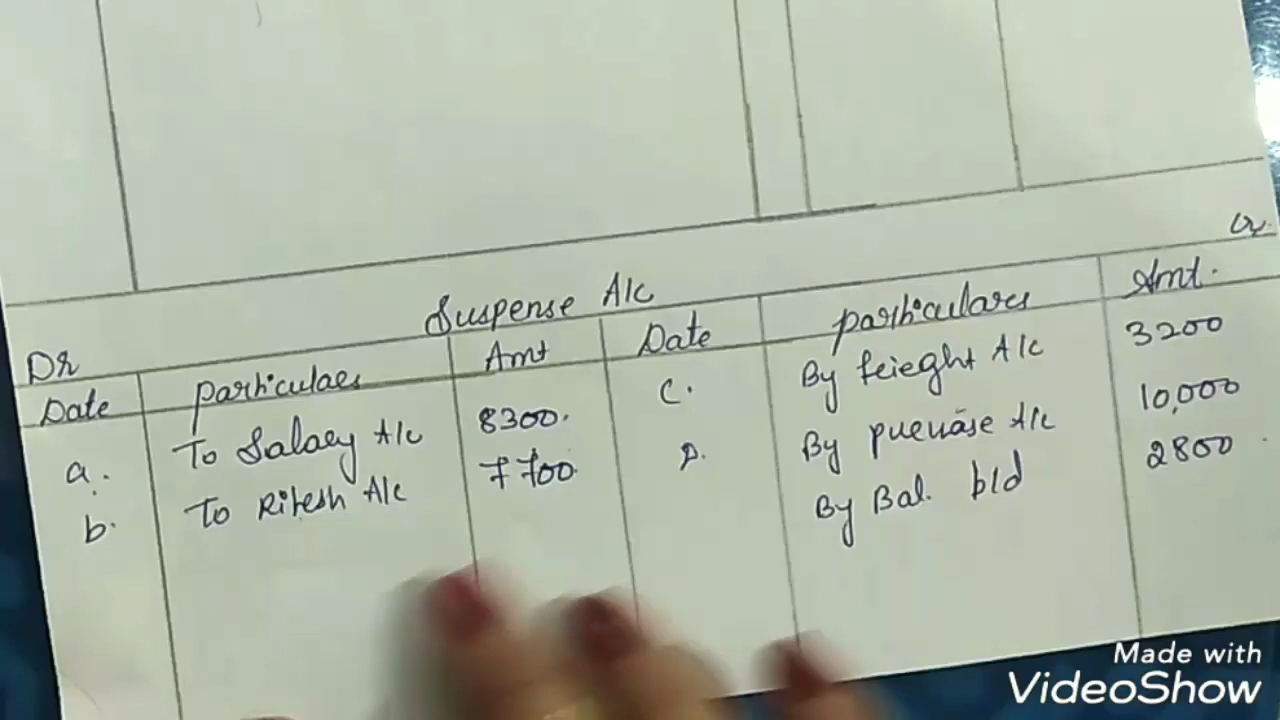 Suspense A/c
Dr Cr.
Date particulars Amt Date particulars Amt.
a. To Salary A/c 8300. C. By freight A/c 3200
b. To Ritesh A/c 7700 D. By purchase A/c 10,000
By Bal. b/d 2800
Made with
VideoShow